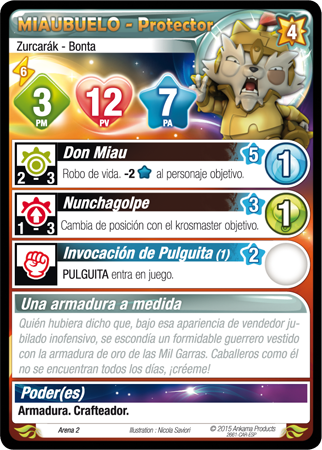 MIAUBUELO - Protector
4
Zurcarák - Bonta
6
3
PM
12
PV
7
PA
Don Miau
5
1
2 - 3
Robo de vida. -2 al personaje objetivo.
Nunchagolpe
3
1
1 - 3
Cambia de posición con el krosmaster objetivo.
Invocación de Pulguita (1)
2
PULGUITA entra en juego.
Una armadura a medida
Quién hubiera dicho que, bajo esa apariencia de vendedor ju-
bilado inofensivo, se escondía un formidable guerrero vestido
con la armadura de oro de las Mil Garras. Caballeros como él
no se encuentran todos los días, ¡créeme!
Poder(es)
Armadura. Crafteador.
Arena 2
Illustration : Nicola Saviori
© 2015 Ankama Products
2661-CAR-ESP